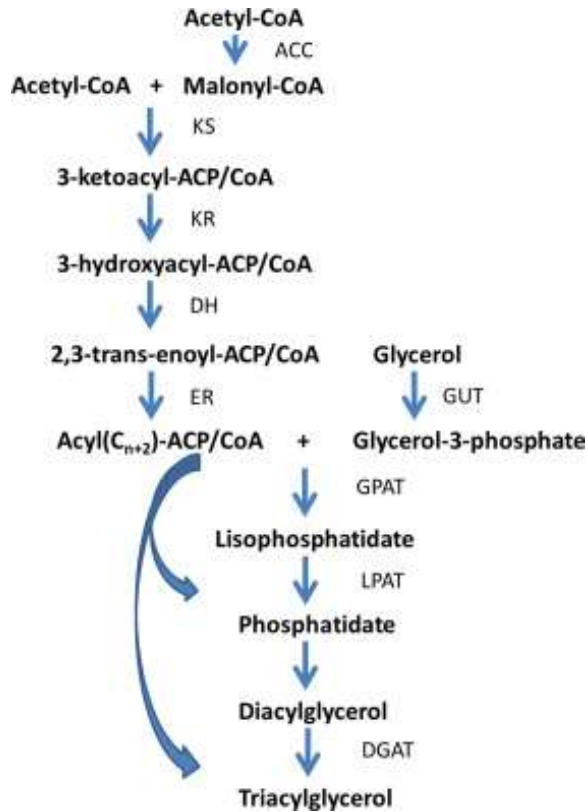 Acetyl-CoA
ACC
Acetyl-CoA + Malonyl-CoA
KS
3-ketoacyl-ACP/CoA
KR
3-hydroxyacyl-ACP/CoA
DH
2,3-trans-enoyl-ACP/CoA Glycerol
ER GUT
Acyl(Cn+2)-ACP/CoA + Glycerol-3-phosphate
GPAT
Lisophosphatidate
LPAT
Phosphatidate
Diacylglycerol
DGAT
Triacylglycerol